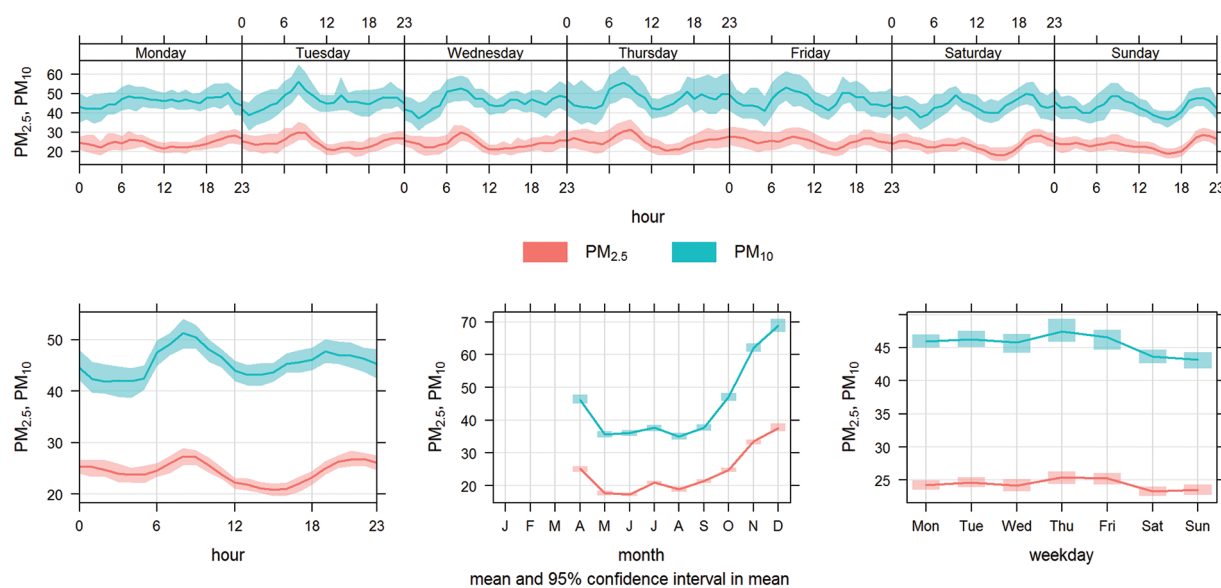 0 6 12 18 23 0 6 12 18 23 0 6 12 18 23
Monday Tuesday Wednesday Thursday Friday Saturday Sunday
PM2.5, PM10
60
50
40
30
20
0 6 12 18 23 0 6 12 18 23 0 6 12 18 23 0 6 12 18 23
hour
PM2.5 PM10
PM2.5, PM10
50
40
30
20
0 6 12 18 23
hour
PM2.5, PM10
70
60
50
40
30
20
J F M A M J J A S O N D
month
mean and 95% confidence interval in mean
PM2.5, PM10
45
40
35
30
25
Mon Tue Wed Thu Fri Sat Sun
weekday